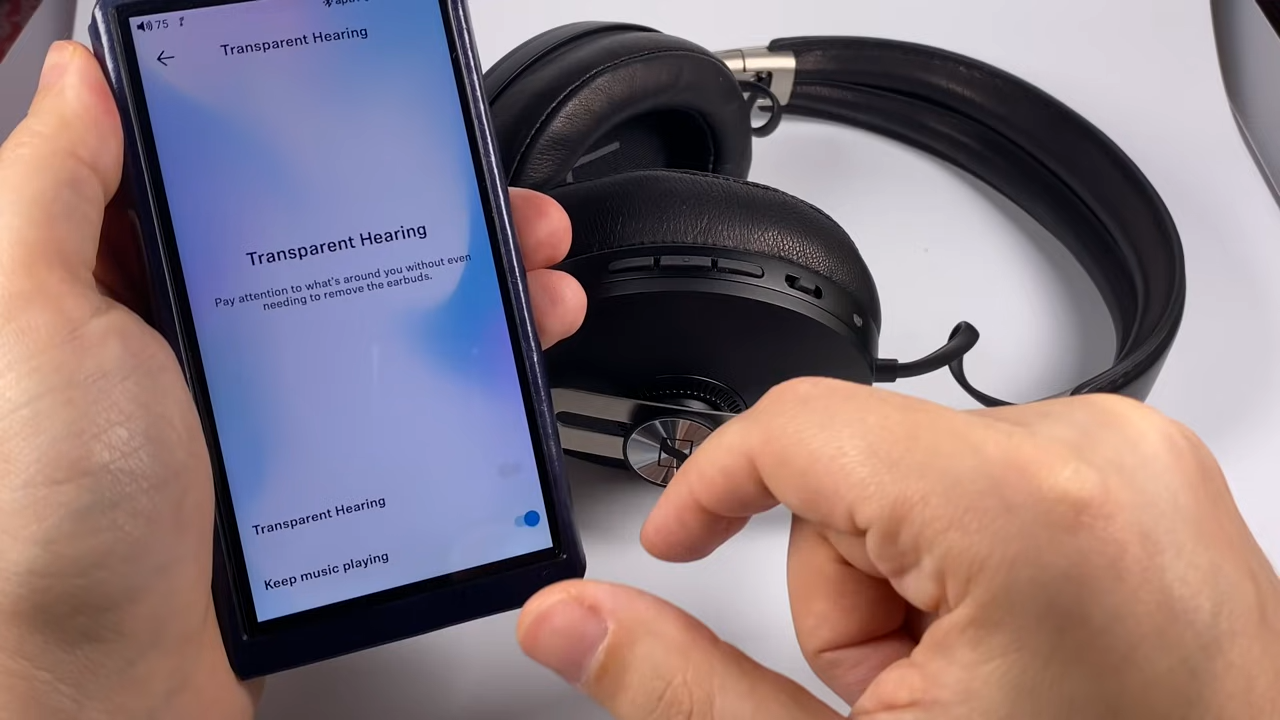 75
Transparent Hearing
Transparent Hearing
Pay attention to what's around you without even
needing to remove the earbuds.
Transparent Hearing
Keep music playing